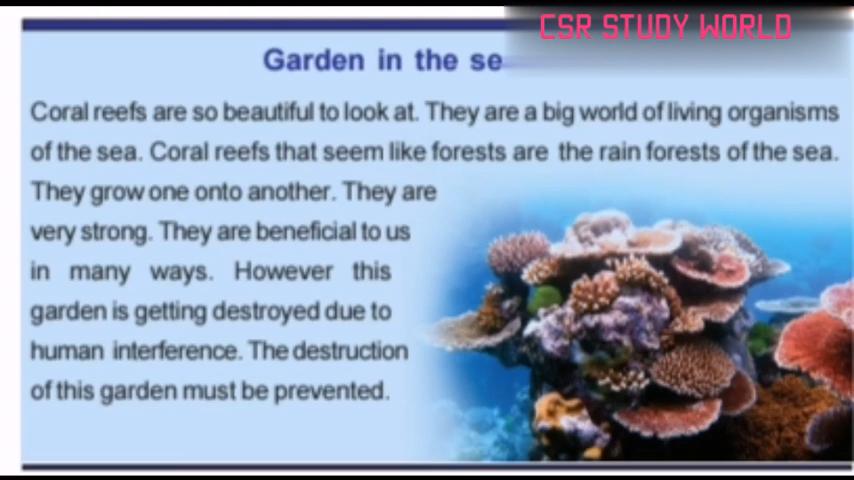 CSR STUDY WORLD
Garden in the se
Coral reefs are so beautiful to look at. They are a big world of living organisms
of the sea. Coral reefs that seem like forests are the rain forests of the sea.
They grow one onto another. They are
very strong. They are beneficial to us
in many ways. However this
garden is getting destroyed due to
human interference. The destruction
of this garden must be prevented.